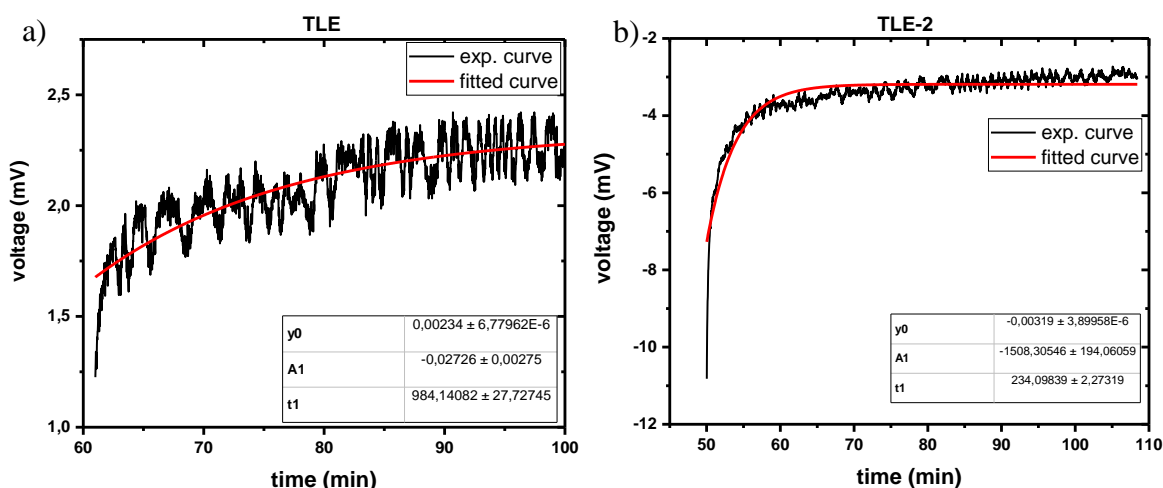 a)
TLE
exp. curve
fitted curve
2,5
2,0
1,5
1,0
voltage (mV)
y0 0,00234 ± 6,77962E-6
A1 -0,02726 ± 0,00275
t1 984,14082 ± 27,72745
60 70 80 90 100
time (min)
b)
TLE-2
-2
-4
-6
-8
-10
-12
voltage (mV)
exp. curve
fitted curve
y0 -0,00319 ± 3,89958E-6
A1 -1508,30546 ± 194,06059
t1 234,09839 ± 2,27319
50 60 70 80 90 100 110
time (min)